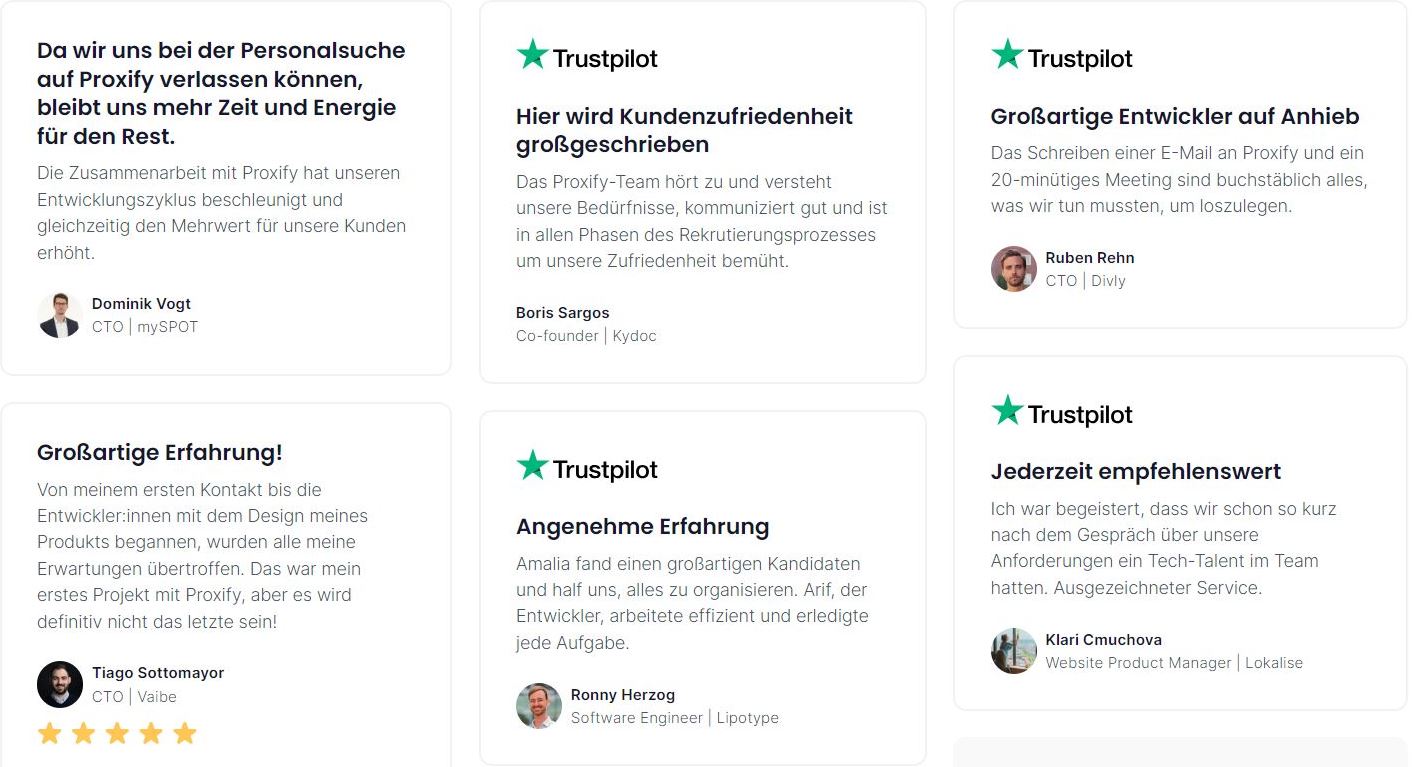 Da wir uns bei der Personalsuche
auf Proxify verlassen können,
bleibt uns mehr Zeit und Energie
für den Rest.
Die Zusammenarbeit mit Proxify hat unseren
Entwicklungszyklus beschleunigt und
gleichzeitig den Mehrwert für unsere Kunden
erhöht.
Dominik Vogt
CTO | mySPOT
Großartige Erfahrung!
Von meinem ersten Kontakt bis die
Entwickler:innen mit dem Design meines
Produkts begannen, wurden alle meine
Erwartungen übertroffen. Das war mein
erstes Projekt mit Proxify, aber es wird
definitiv nicht das letzte sein!
Tiago Sottomayor
CTO | Vaibe
Trustpilot
Hier wird Kundenzufriedenheit
großgeschrieben
Das Proxify-Team hört zu und versteht
unsere Bedürfnisse, kommuniziert gut und ist
in allen Phasen des Rekrutierungsprozesses
um unsere Zufriedenheit bemüht.
Boris Sargos
Co-founder | Kydoc
Trustpilot
Angenehme Erfahrung
Amalia fand einen großartigen Kandidaten
und half uns, alles zu organisieren. Arif, der
Entwickler, arbeitete effizient und erledigte
jede Aufgabe.
Ronny Herzog
Software Engineer | Lipotype
Trustpilot
Großartige Entwickler auf Anhieb
Das Schreiben einer E-Mail an Proxify und ein
20-minütiges Meeting sind buchstäblich alles,
was wir tun mussten, um loszulegen.
Ruben Rehn
CTO | Divly
Trustpilot
Jederzeit empfehlenswert
Ich war begeistert, dass wir schon so kurz
nach dem Gespräch über unsere
Anforderungen ein Tech-Talent im Team
hatten. Ausgezeichneter Service.
Klari Cmuchova
Website Product Manager | Lokalise